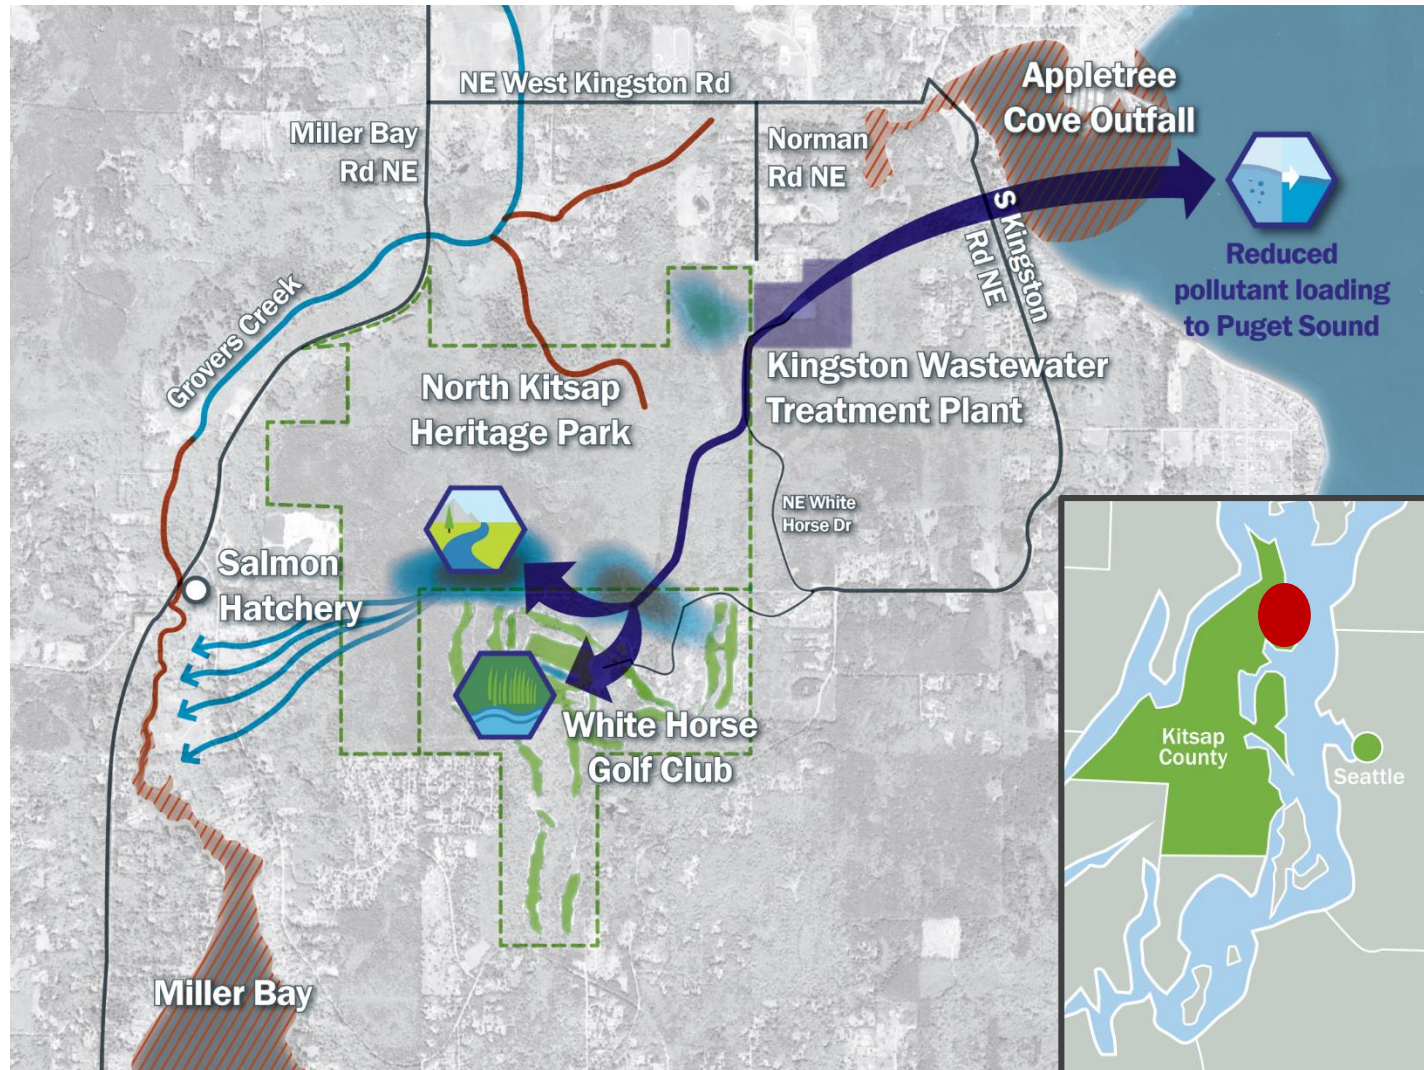 NE West Kingston Rd
Appletree
Cove Outfall
Miller Bay
Rd NE
Norman
Rd NE
S Kingston
Rd NE
Reduced
pollutant loading
to Puget Sound
Grovers Creek
Kingston Wastewater
Treatment Plant
North Kitsap
Heritage Park
NE White
Horse Dr
Salmon
Hatchery
White Horse
Golf Club
Kitsap
County
Seattle
Miller Bay